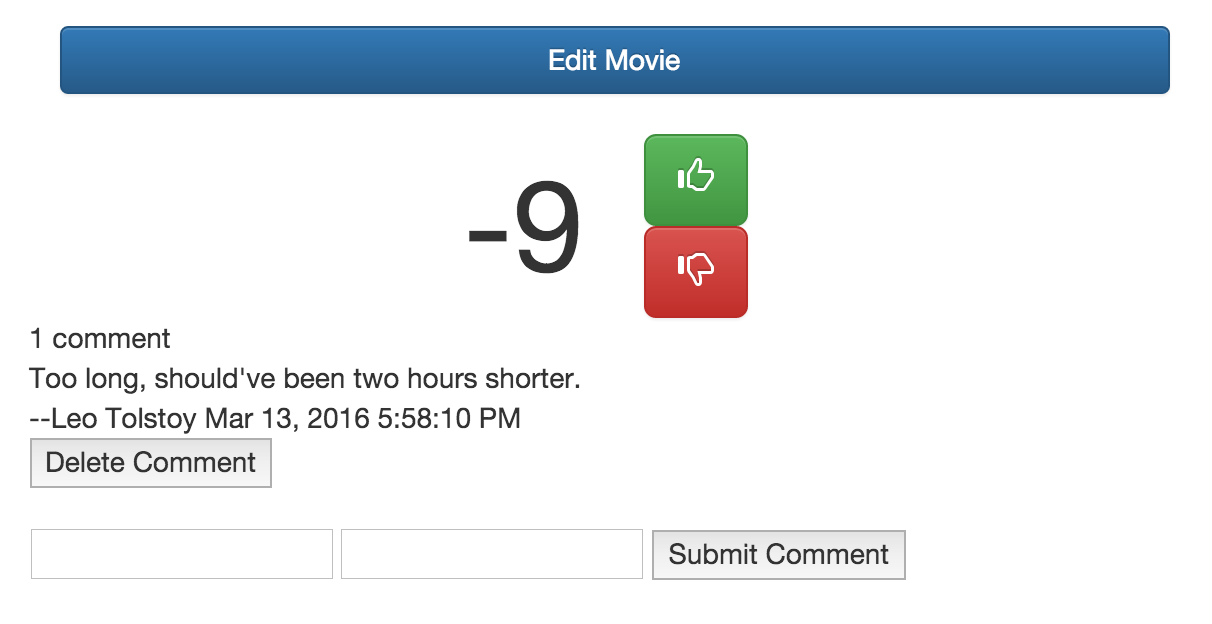 Edit Movie
-9
1 comment
Too long, should've been two hours shorter.
--Leo Tolstoy Mar 13, 2016 5:58:10 PM
Delete Comment
Submit Comment